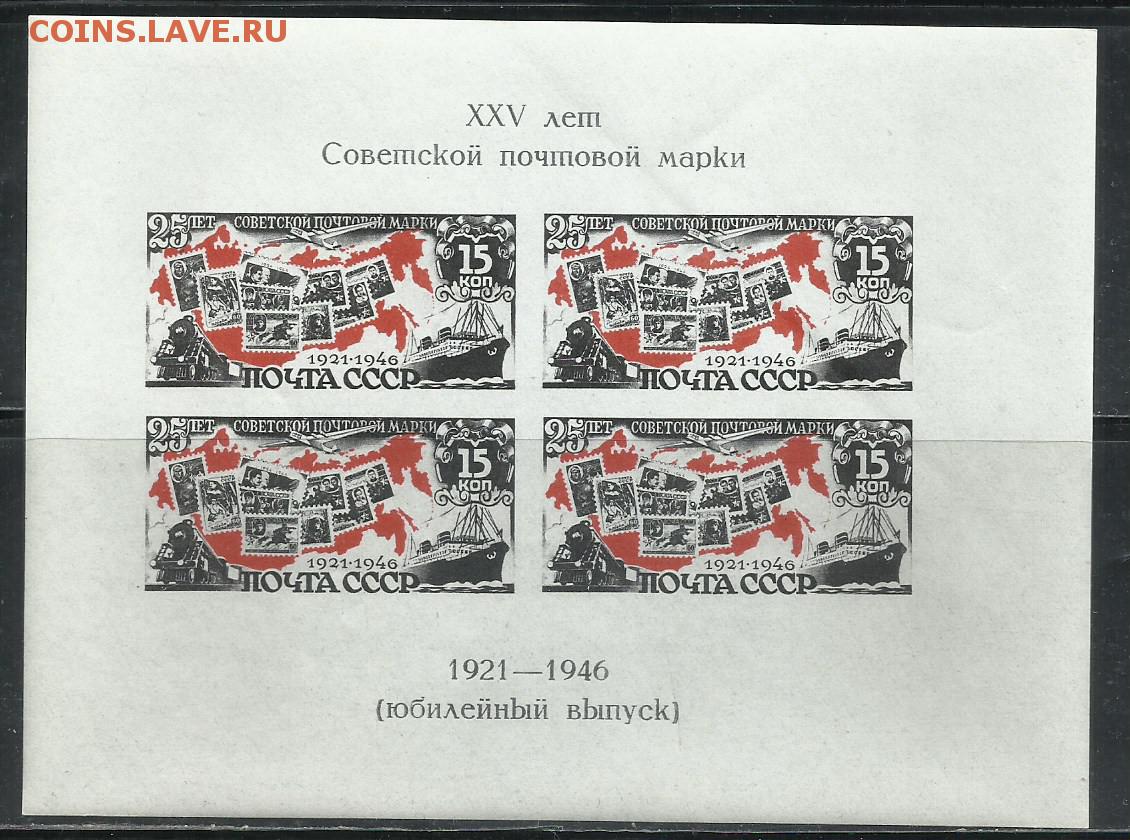 COINS.LAVE.RU
XXV лет
Советской почтовой марки
25 ЛЕТ СОВЕТСКОЙ ПОЧТОВОЙ МАРКИ
15
КОП
1921·1946
ПОЧТА СССР
25 ЛЕТ СОВЕТСКОЙ ПОЧТОВОЙ МАРКИ
15
КОП
1921·1946
ПОЧТА СССР
25 ЛЕТ СОВЕТСКОЙ ПОЧТОВОЙ МАРКИ
15
КОП
1921·1946
ПОЧТА СССР
25 ЛЕТ СОВЕТСКОЙ ПОЧТОВОЙ МАРКИ
15
КОП
1921·1946
ПОЧТА СССР
1921—1946
(юбилейный выпуск)